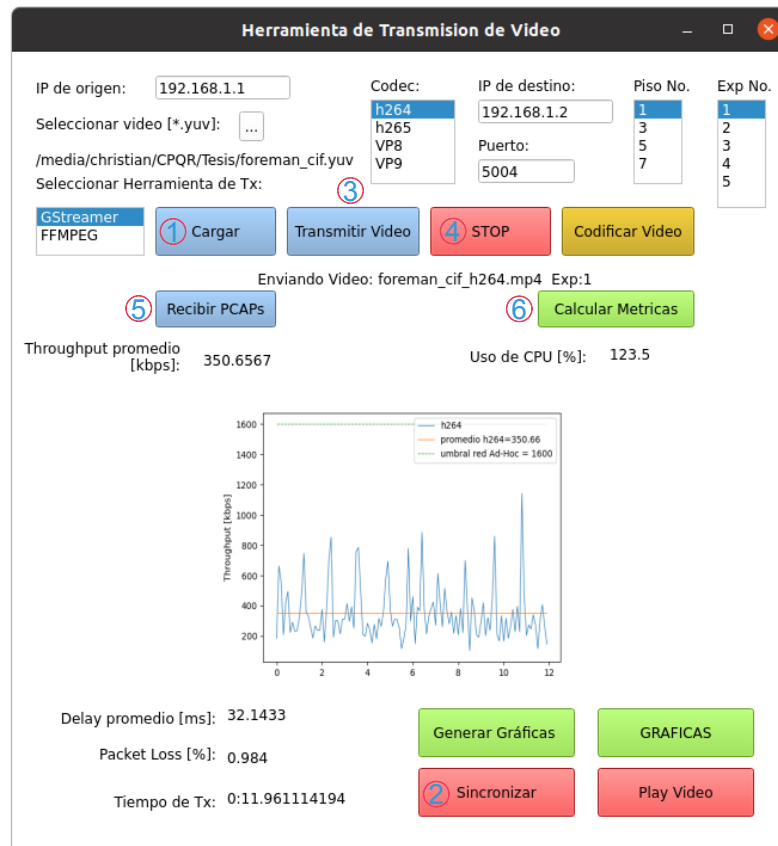 Herramienta de Transmision de Video
IP de origen: 192.168.1.1
Codec:
IP de destino:
Piso No.
Exp No.
h264
h265
VP8
VP9
192.168.1.2
1
3
5
7
1
2
3
4
5
Seleccionar video [*.yuv]: ...
Puerto:
5004
/media/christian/CPQR/Tesis/foreman_cif.yuv
Seleccionar Herramienta de Tx:
GStreamer
FFMPEG
1 Cargar
3
Transmitir Video
4 STOP
Codificar Video
Enviando Video: foreman_cif_h264.mp4 Exp:1
5 Recibir PCAPs
6 Calcular Metricas
Throughput promedio
[kbps]: 350.6567
Uso de CPU [%]: 123.5
h264
promedio h264=350.66
umbral red Ad-Hoc = 1600
Throughput [kbps]
1600
1400
1200
1000
800
600
400
200
0 2 4 6 8 10 12
Delay promedio [ms]: 32.1433
Packet Loss [%]: 0.984
Tiempo de Tx: 0:11.961114194
Generar Gráficas
GRAFICAS
2 Sincronizar
Play Video